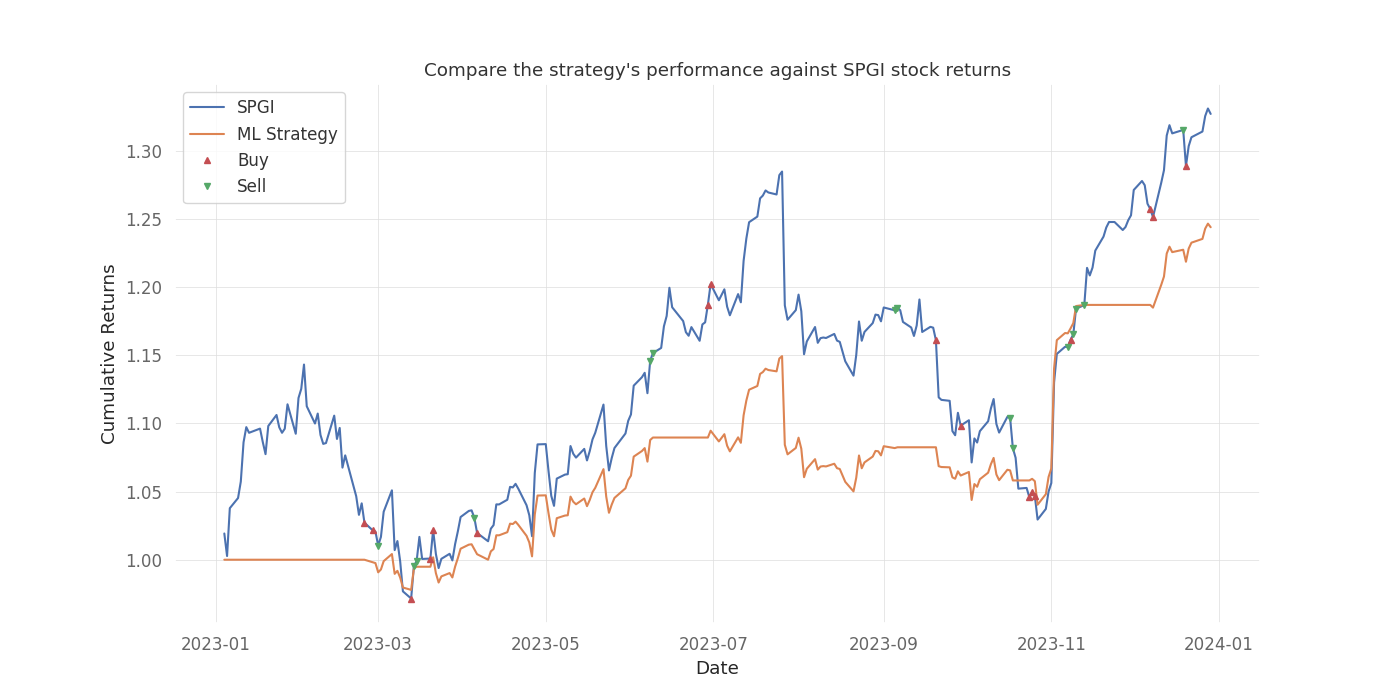 Compare the strategy's performance against SPGI stock returns
SPGI
ML Strategy
Buy
Sell
Cumulative Returns
1.30
1.25
1.20
1.15
1.10
1.05
1.00
2023-01 2023-03 2023-05 2023-07 2023-09 2023-11 2024-01
Date